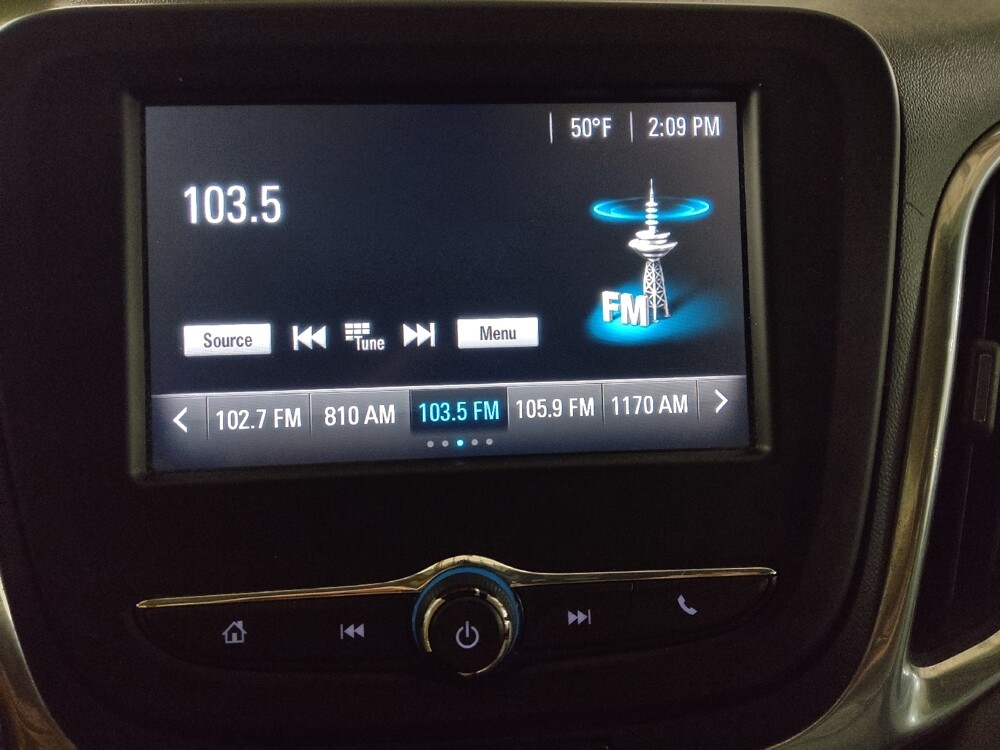 50°F 2:09 PM
103.5
FM
Source Tune Menu
102.7 FM 810 AM 103.5 FM 105.9 FM 1170 AM